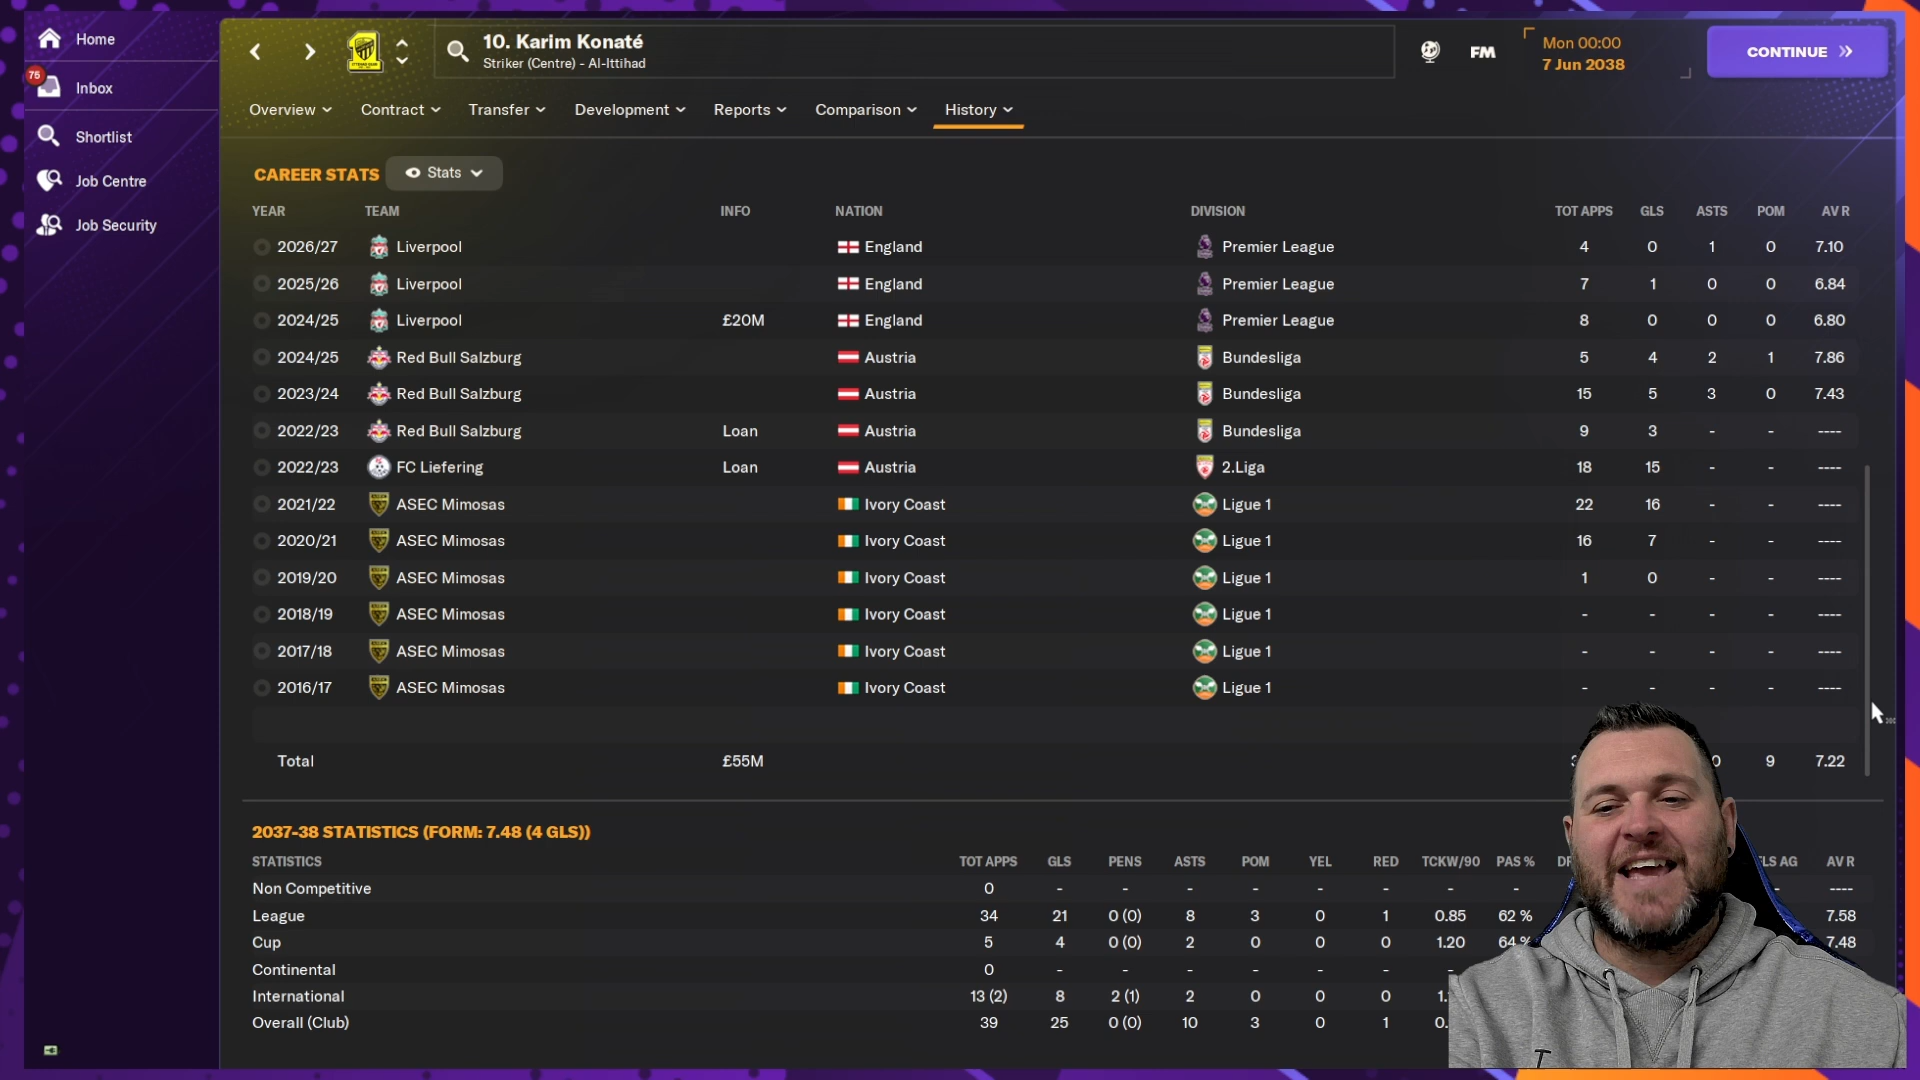 Home
75
Inbox
Shortlist
Job Centre
Job Security
10. Karim Konaté
Striker (Centre) - Al-Ittihad
FM
Mon 00:00
7 Jun 2038
CONTINUE
Overview Contract Transfer Development Reports Comparison History
CAREER STATS Stats
YEAR TEAM INFO NATION DIVISION TOT APPS GLS ASTS POM AV R
2026/27 Liverpool England Premier League 4 0 1 0 7.10
2025/26 Liverpool England Premier League 7 1 0 0 6.84
2024/25 Liverpool £20M England Premier League 8 0 0 0 6.80
2024/25 Red Bull Salzburg Austria Bundesliga 5 4 2 1 7.86
2023/24 Red Bull Salzburg Austria Bundesliga 15 5 3 0 7.43
2022/23 Red Bull Salzburg Loan Austria Bundesliga 9 3 - - ----
2022/23 FC Liefering Loan Austria 2.Liga 18 15 - - ----
2021/22 ASEC Mimosas Ivory Coast Ligue 1 22 16 - - ----
2020/21 ASEC Mimosas Ivory Coast Ligue 1 16 7 - - ----
2019/20 ASEC Mimosas Ivory Coast Ligue 1 1 0 - - ----
2018/19 ASEC Mimosas Ivory Coast Ligue 1 - - - - ----
2017/18 ASEC Mimosas Ivory Coast Ligue 1 - - - - ----
2016/17 ASEC Mimosas Ivory Coast Ligue 1 - - - - ----
Total £55M 9 7.22
2037-38 STATISTICS (FORM: 7.48 (4 GLS))
STATISTICS TOT APPS GLS PENS ASTS POM YEL RED TCKW/90 PAS % AV R
Non Competitive 0 - - - - - - - - - ----
League 34 21 0 (0) 8 3 0 1 0.85 62 % 7.58
Cup 5 4 0 (0) 2 0 0 0 1.20 64 % 7.48
Continental 0 - - - - - - -
International 13 (2) 8 2 (1) 2 0 0 0
Overall (Club) 39 25 0 (0) 10 3 0 1